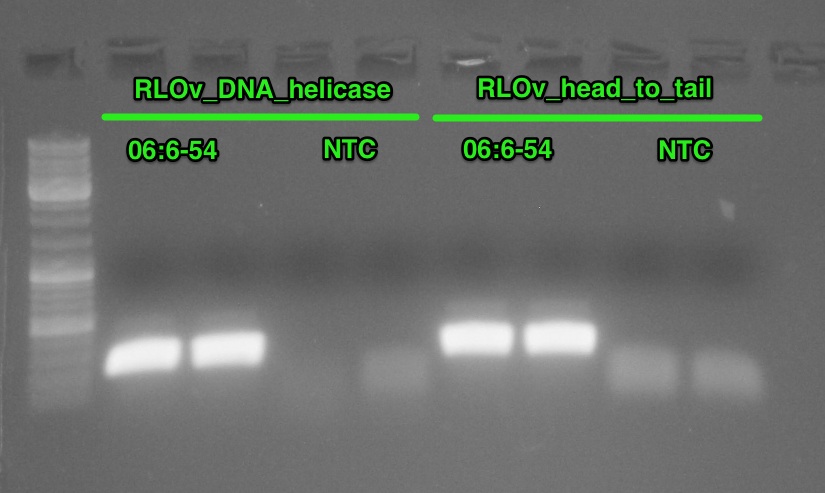 RLOv_DNA_helicase
RLOv_head_to_tail
06:6-54
NTC
06:6-54
NTC